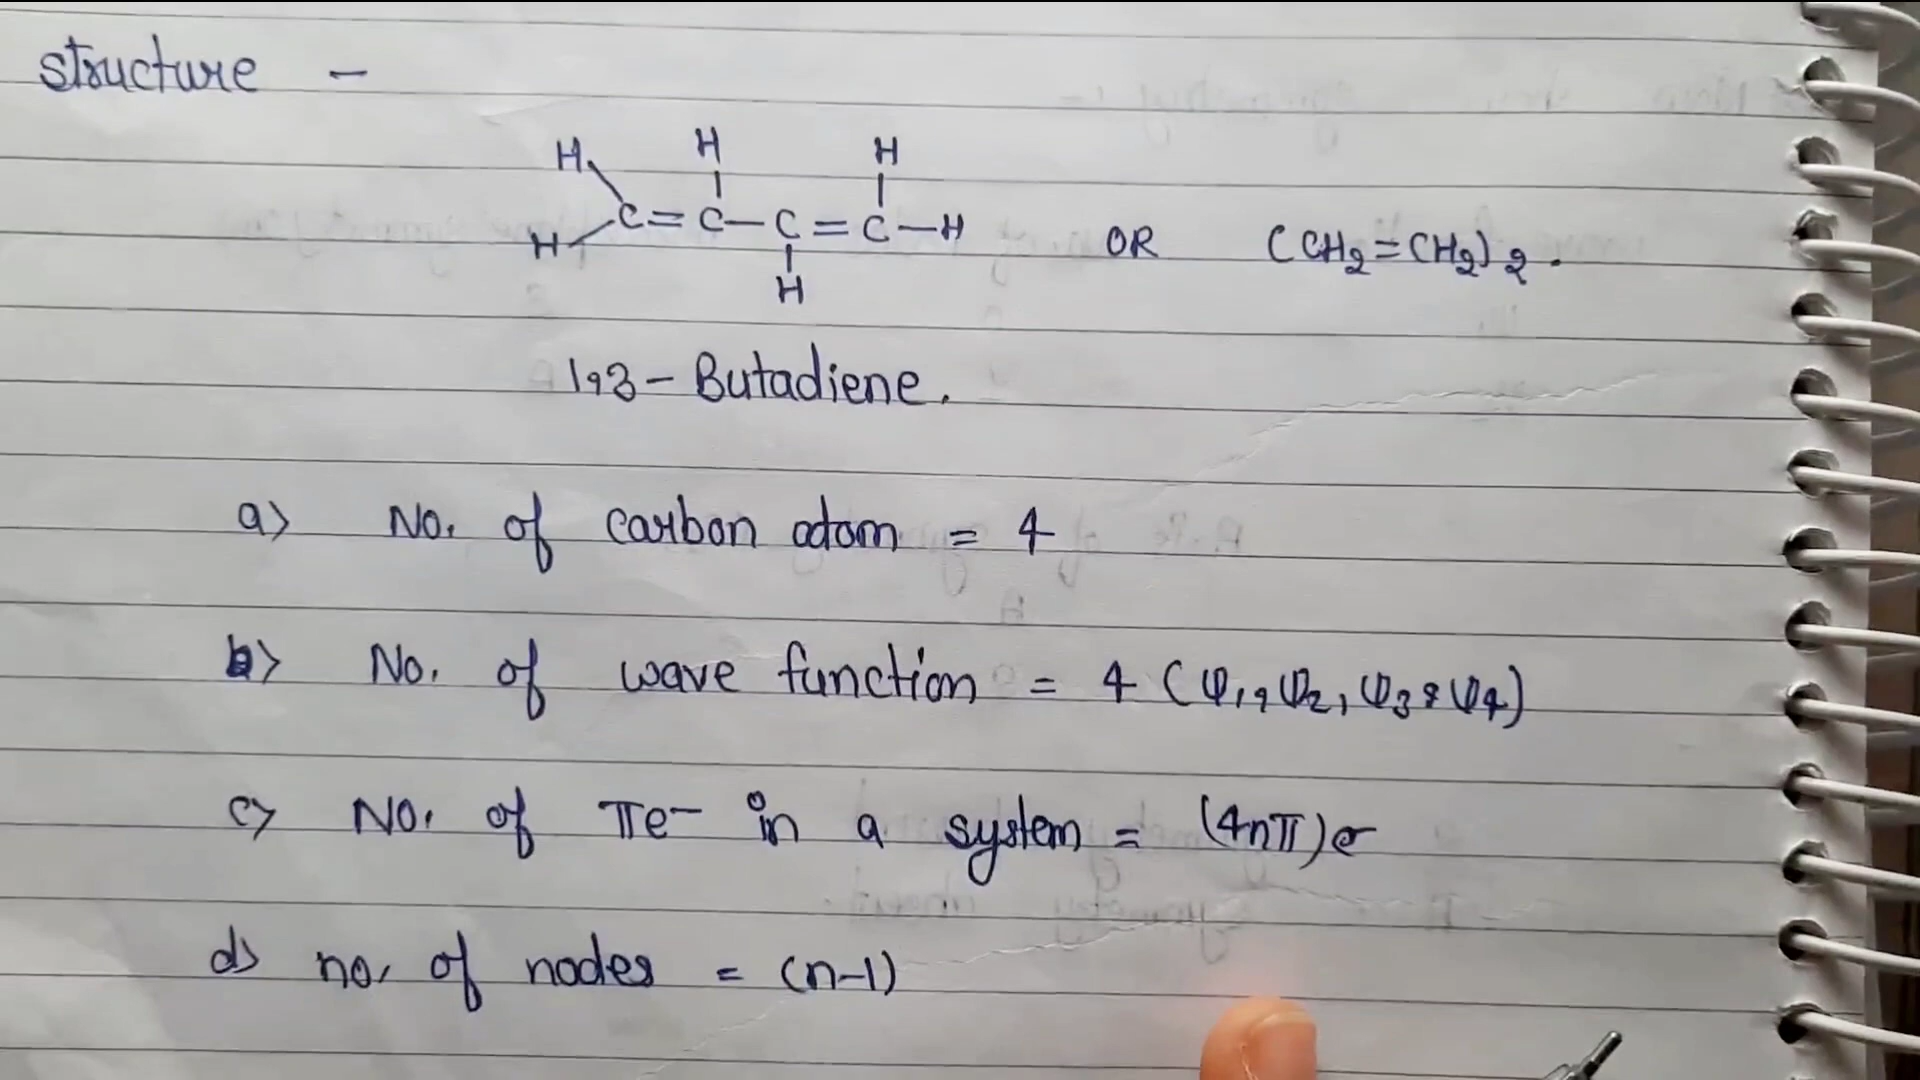 structure -
H H H
C=C-C=C-H OR (CH2=CH2)2.
H H
1,3-Butadiene.
a) No. of carbon atom = 4
b) No. of wave function = 4 (ψ1, ψ2, ψ3 & ψ4)
c) No. of πe- in a system = (4nπ)e-
d) no. of nodes = (n-1)